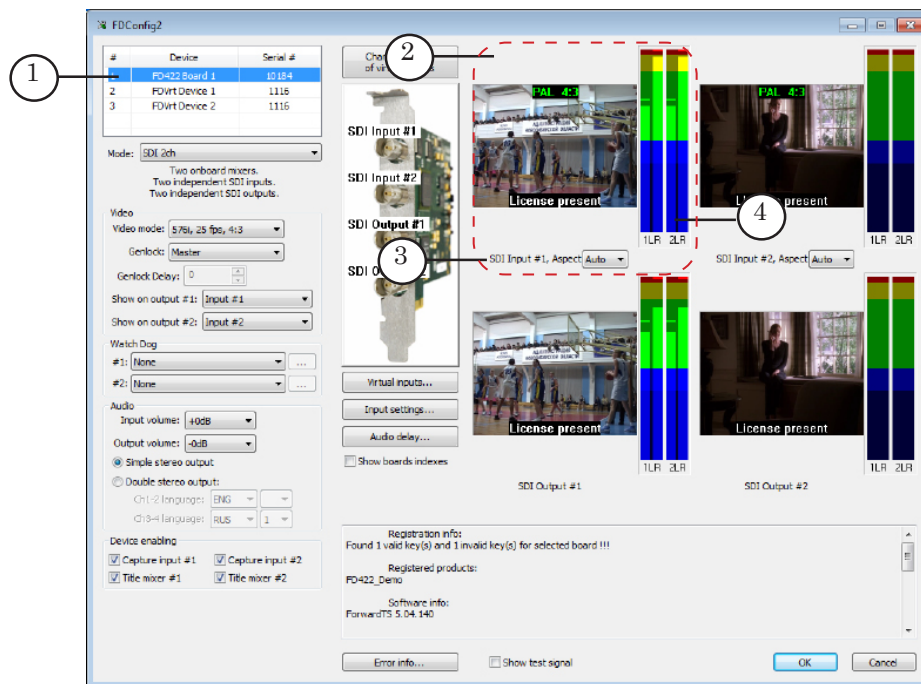 FDConfig2
# Device Serial #
FD422 Board 1 10184
2 FDVrt Device 1 1116
3 FDVrt Device 2 1116
Mode: SDI 2ch
Two onboard mixers.
Two independent SDI inputs.
Two independent SDI outputs.
Video
Video mode: 576i, 25 fps, 4:3
Genlock: Master
Genlock Delay: 0
Show on output #1: Input #1
Show on output #2: Input #2
Watch Dog
#1: None ...
#2: None ...
Audio
Input volume: +0dB
Output volume: -0dB
Simple stereo output
Double stereo output:
Ch1-2 language: ENG
Ch3-4 language: RUS 1
Device enabling
Capture input #1 Capture input #2
Title mixer #1 Title mixer #2
1
2
3
4
SDI Input #1
SDI Input #2
SDI Output #1
Virtual inputs...
Input settings...
Audio delay...
Show boards indexes
PAL 4:3
License present
1LR 2LR
SDI Input #1, Aspect Auto
PAL 4:3
License present
1LR 2LR
SDI Input #2, Aspect Auto
License present
1LR 2LR
SDI Output #1
License present
1LR 2LR
SDI Output #2
Registration info:
Found 1 valid key(s) and 1 invalid key(s) for selected board !!!
Registered products:
FD422_Demo
Software info:
ForwardTS 5.04.140
Error info...
Show test signal
OK
Cancel